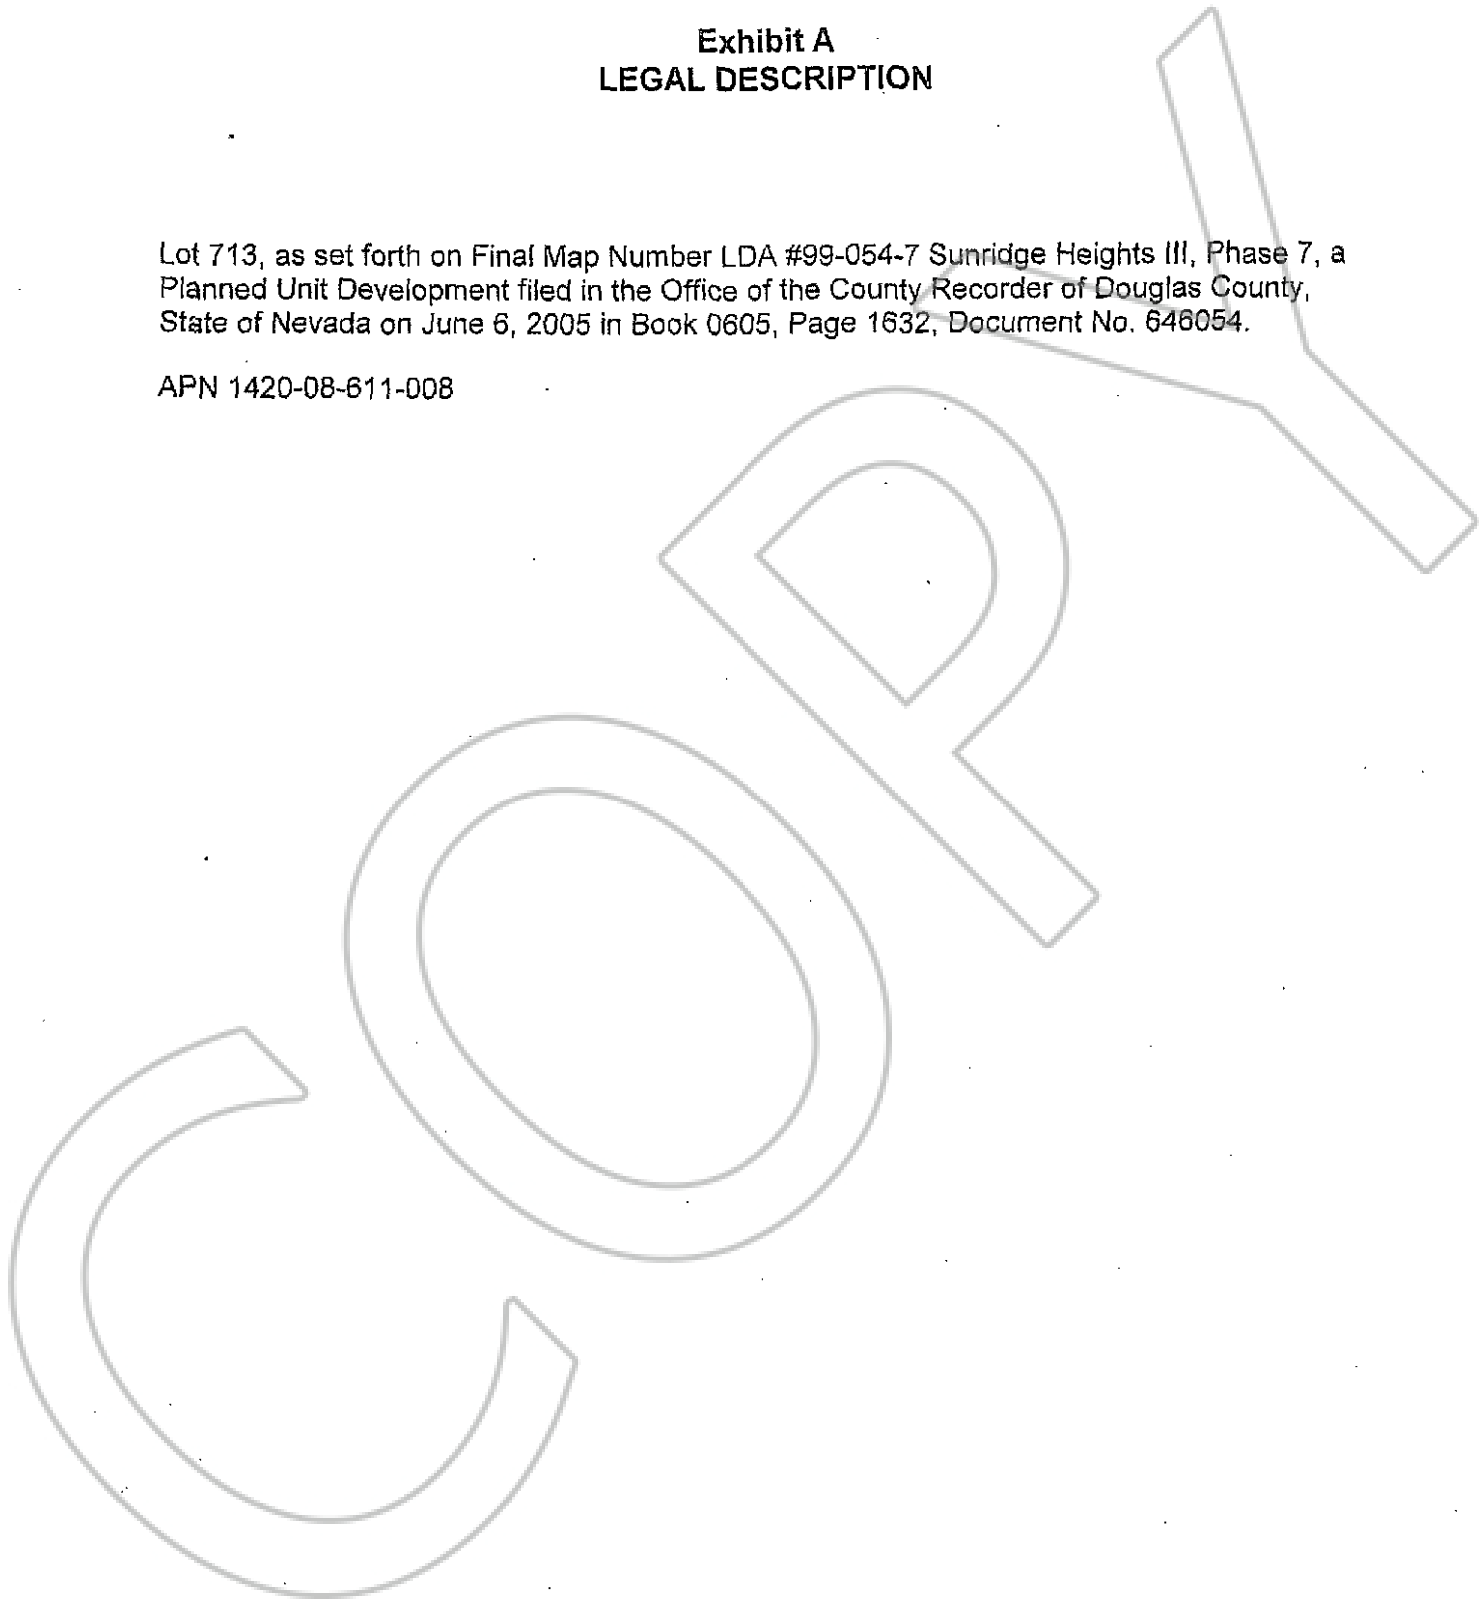 Exhibit A
LEGAL DESCRIPTION
Lot 713, as set forth on Final Map Number LDA #99-054-7 Sunridge Heights III, Phase 7, a
Planned Unit Development filed in the Office of the County Recorder of Douglas County,
State of Nevada on June 6, 2005 in Book 0605, Page 1632, Document No. 646054.
APN 1420-08-611-008
COPY